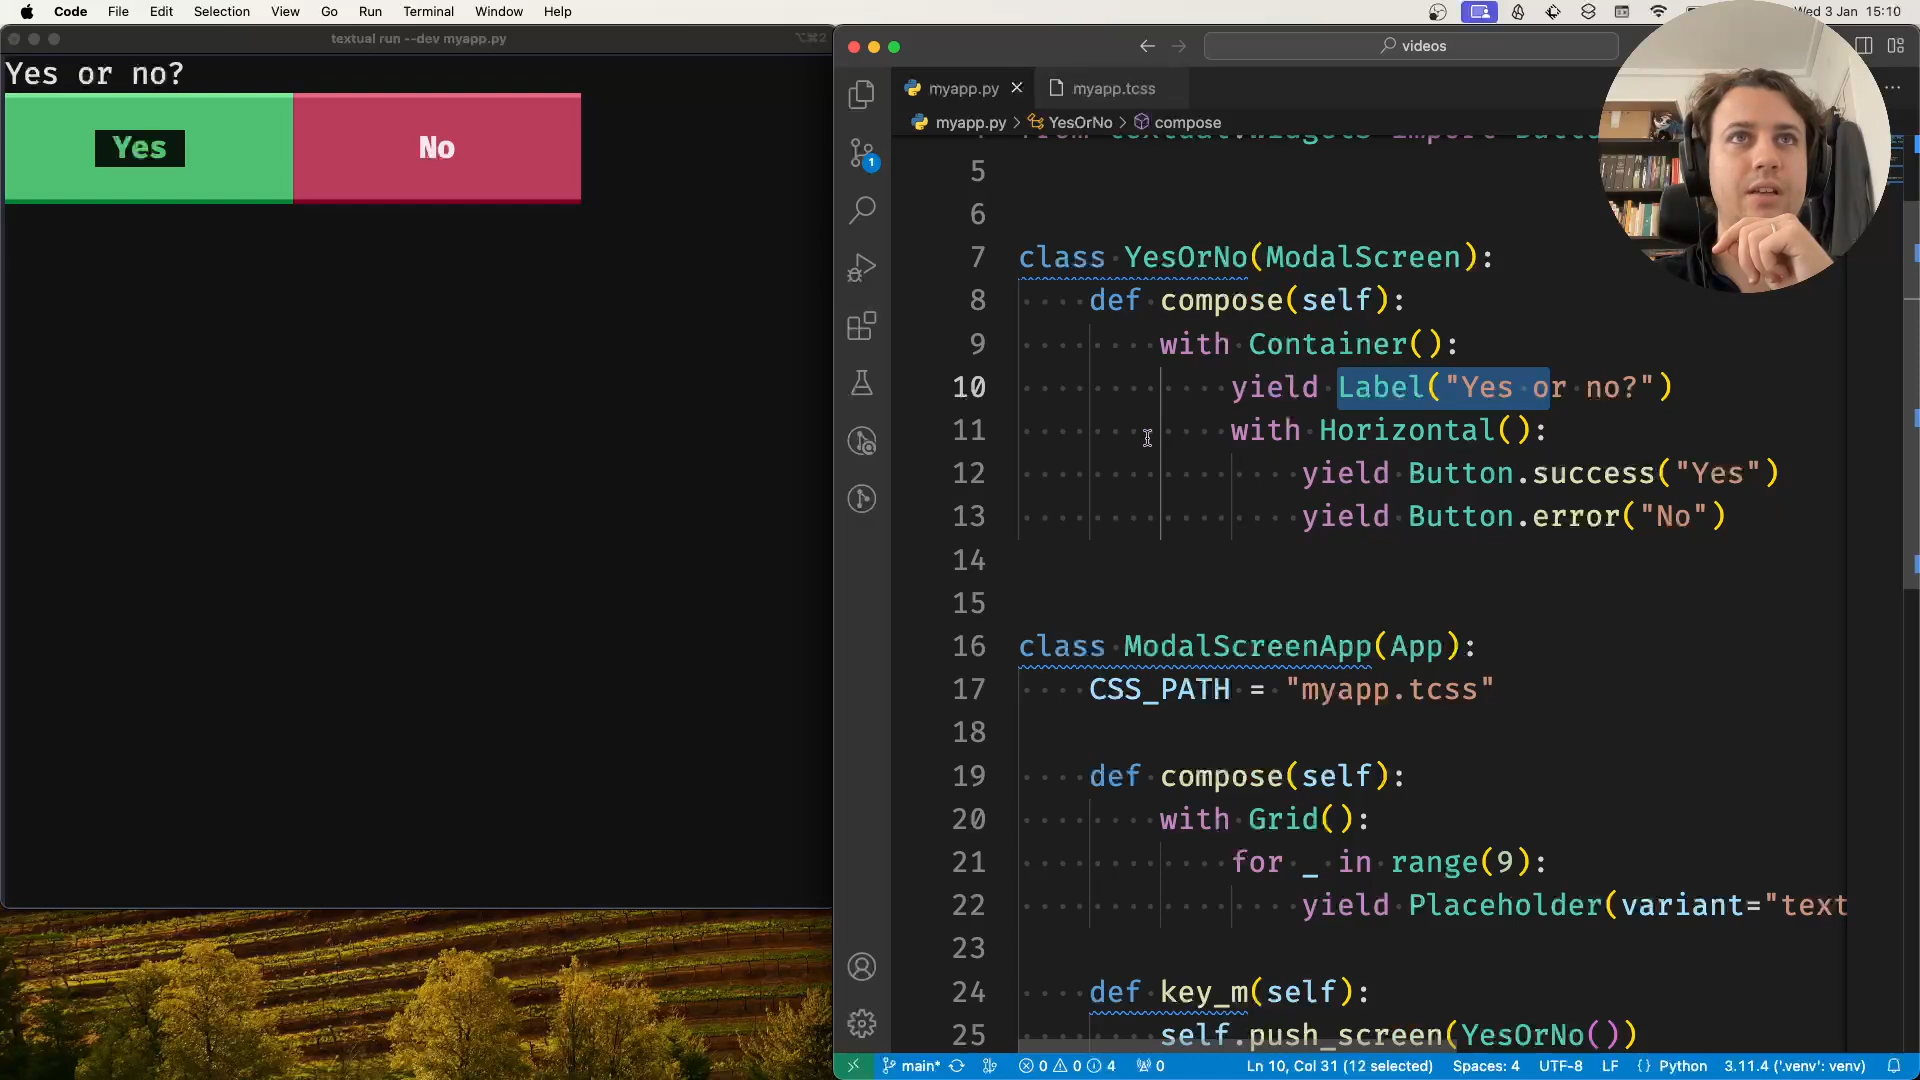 Code File Edit Selection View Go Run Terminal Window Help
Wed 3 Jan 15:10
textual run --dev myapp.py
⌥⌘2
Yes or no?
Yes No
videos
myapp.py
myapp.tcss
myapp.py > YesOrNo > compose
1
5
6
7 class YesOrNo(ModalScreen):
8 def compose(self):
9 with Container():
10 yield Label("Yes or no?")
11 with Horizontal():
12 yield Button.success("Yes")
13 yield Button.error("No")
14
15
16 class ModalScreenApp(App):
17 CSS_PATH = "myapp.tcss"
18
19 def compose(self):
20 with Grid():
21 for _ in range(9):
22 yield Placeholder(variant="text
23
24 def key_m(self):
25 self.push_screen(YesOrNo())
main* 0 0 4 0 Ln 10, Col 31 (12 selected) Spaces: 4 UTF-8 LF { } Python 3.11.4 ('.venv': venv)